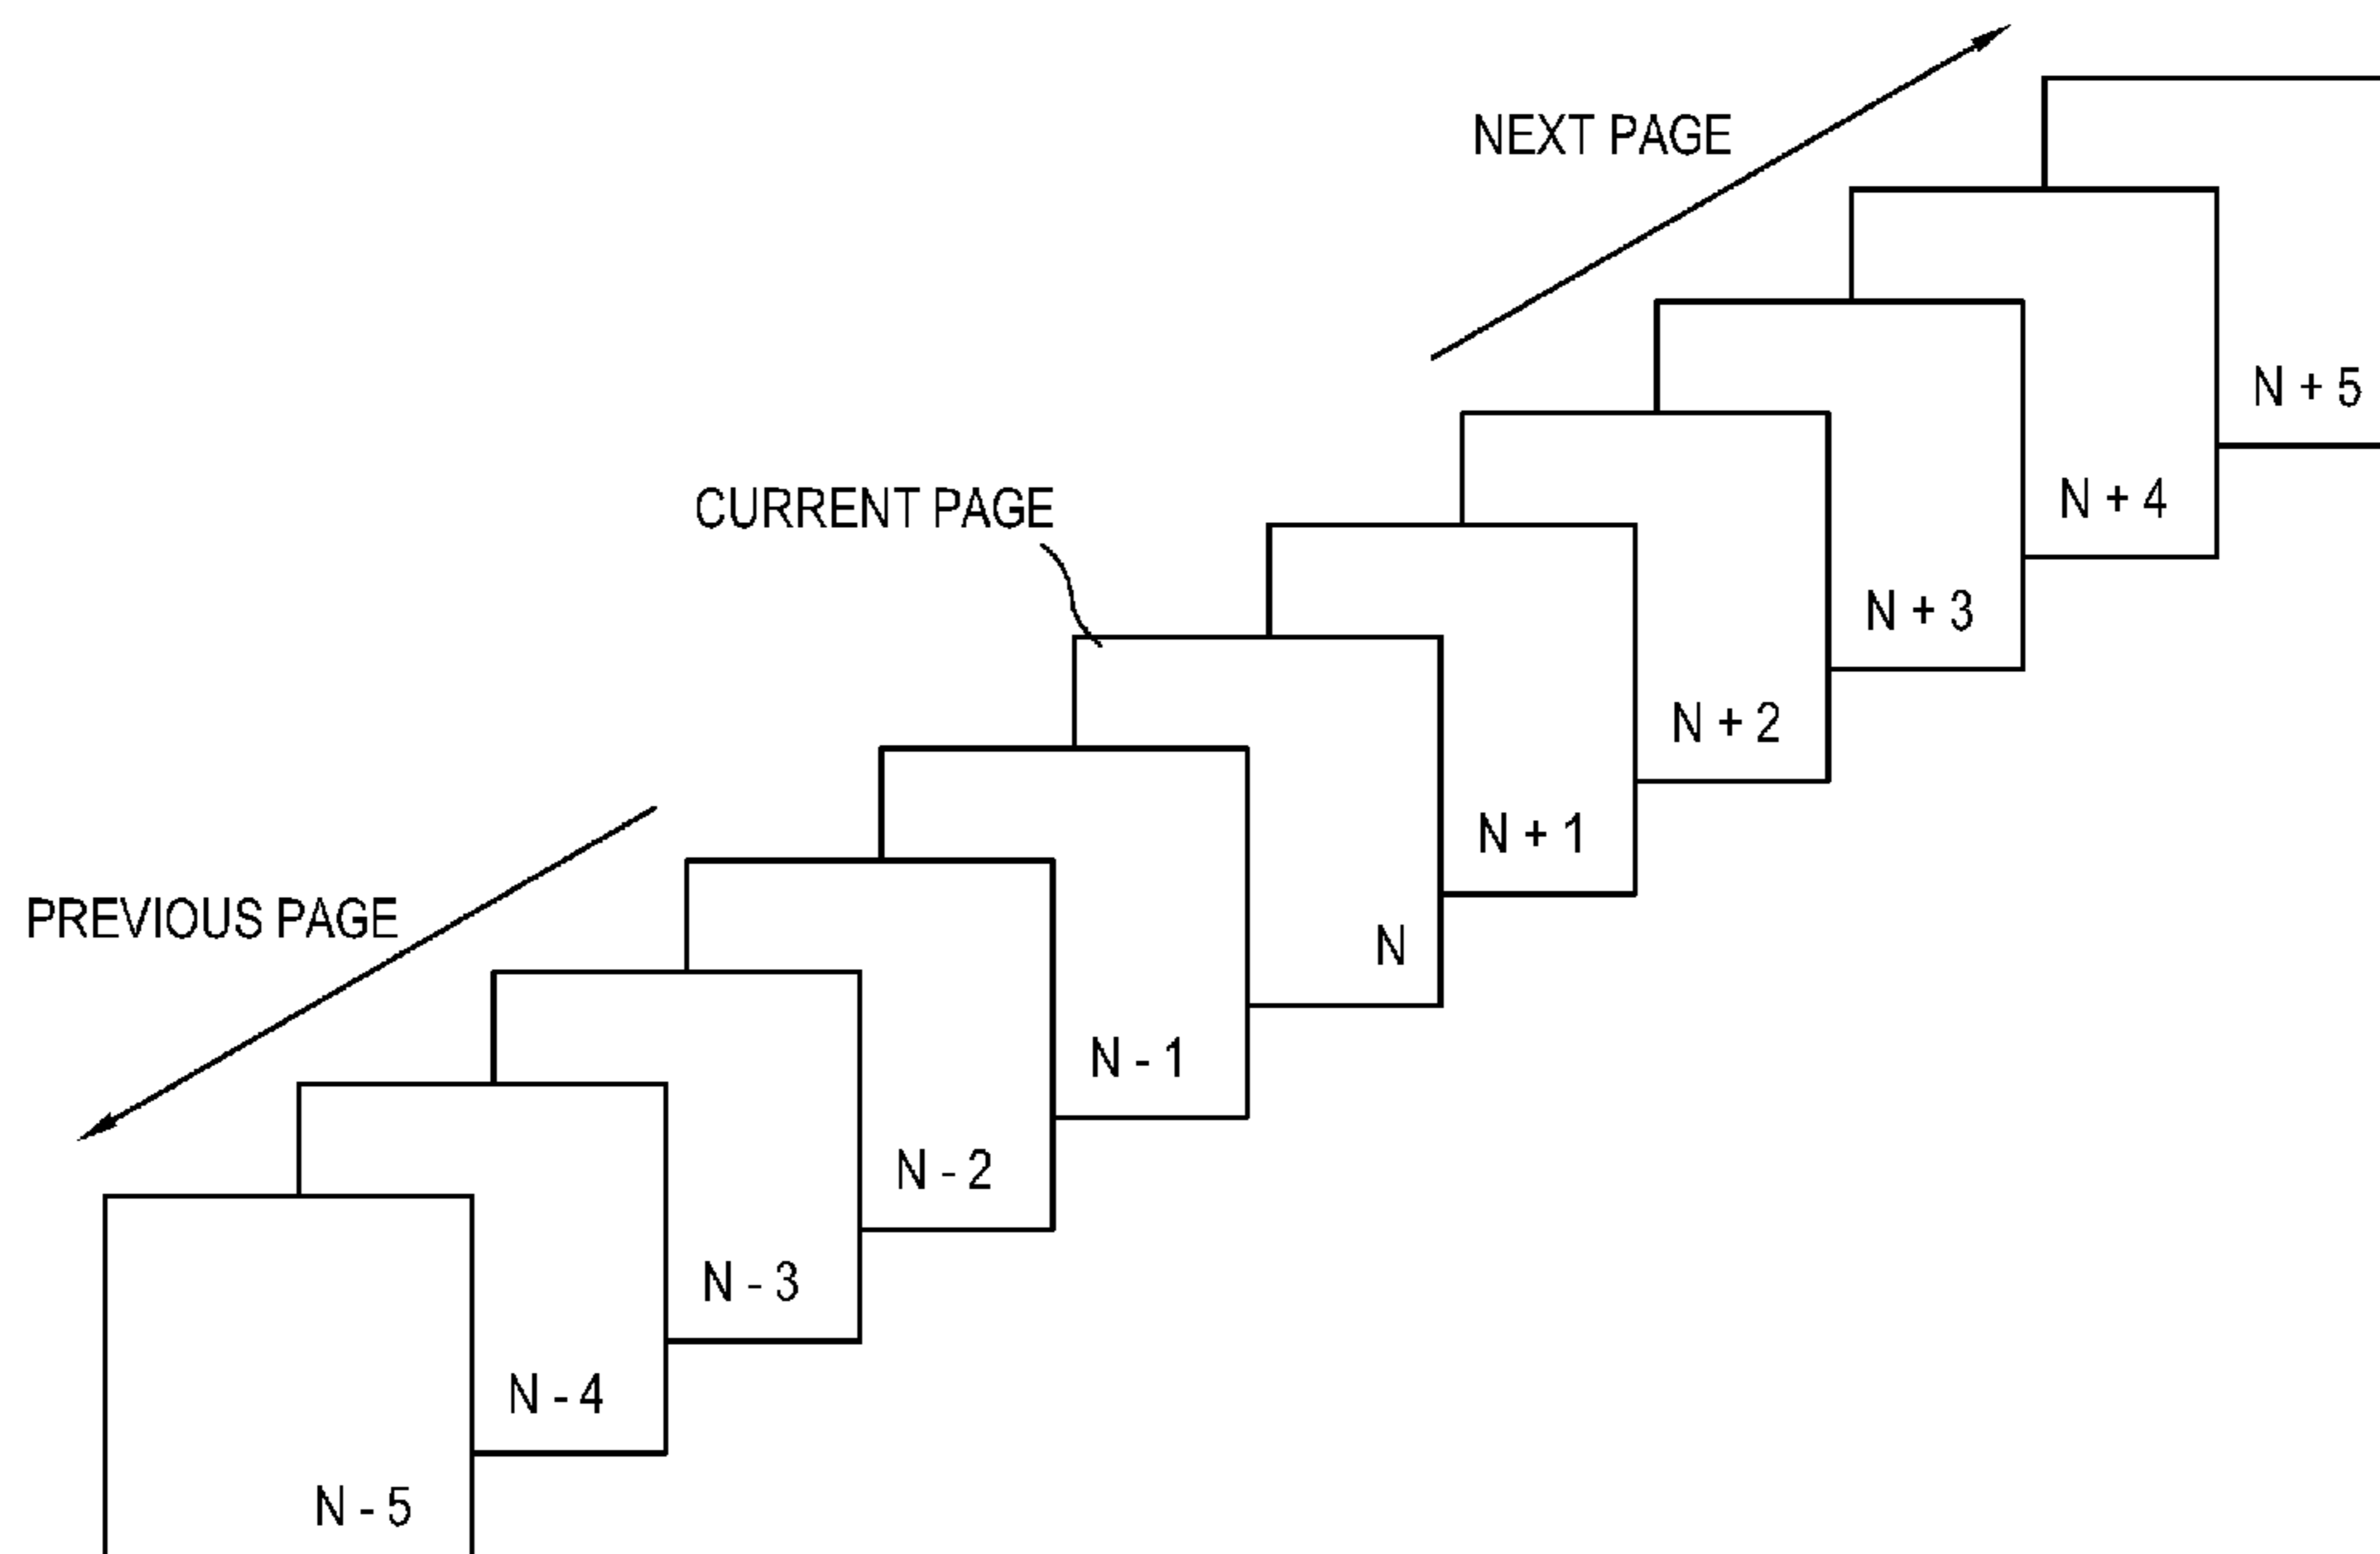 NEXT PAGE
N + 5
N + 4
CURRENT PAGE
N + 3
N + 2
N + 1
PREVIOUS PAGE
N
N - 1
N - 2
N - 3
N - 4
N - 5